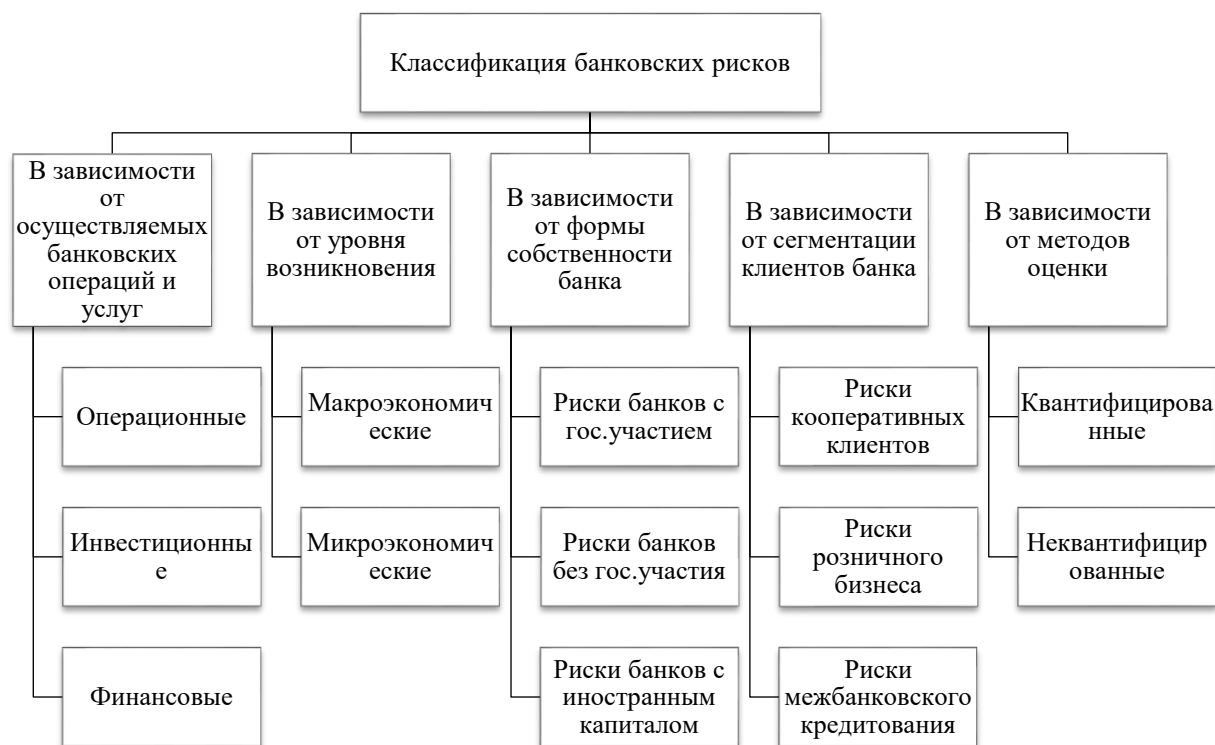 Классификация банковских рисков
В зависимости
от
осуществляемых
банковских
операций и
услуг
В зависимости
от уровня
возникновения
В зависимости
от формы
собственности
банка
В зависимости
от сегментации
клиентов банка
В зависимости
от методов
оценки
Операционные
Макроэкономич
еские
Риски банков с
гос.участием
Риски
кооперативных
клиентов
Квантифицирова
нные
Инвестиционны
е
Микроэкономич
еские
Риски банков
без гос.участия
Риски
розничного
бизнеса
Неквантифицир
ованные
Финансовые
Риски банков с
иностранным
капиталом
Риски
межбанковского
кредитования